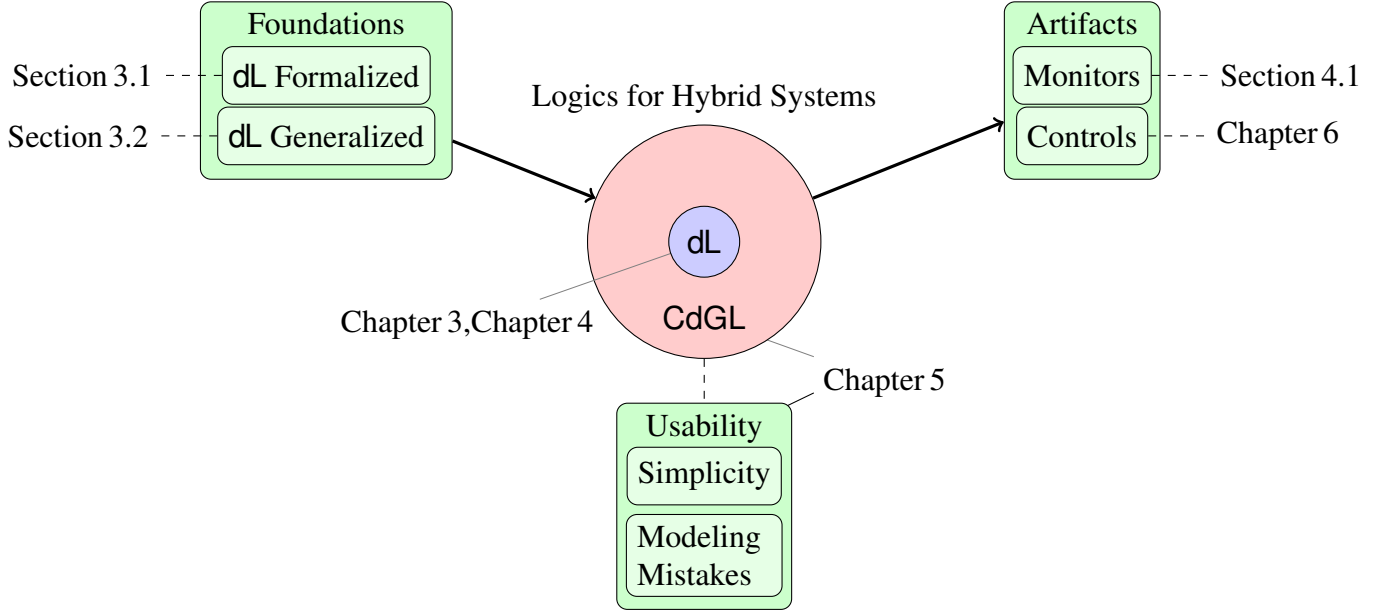 Foundations
dL Formalized
dL Generalized
Section 3.1
Section 3.2
Logics for Hybrid Systems
dL
CdGL
Chapter 3,Chapter 4
Artifacts
Monitors
Controls
Section 4.1
Chapter 6
Chapter 5
Usability
Simplicity
Modeling
Mistakes